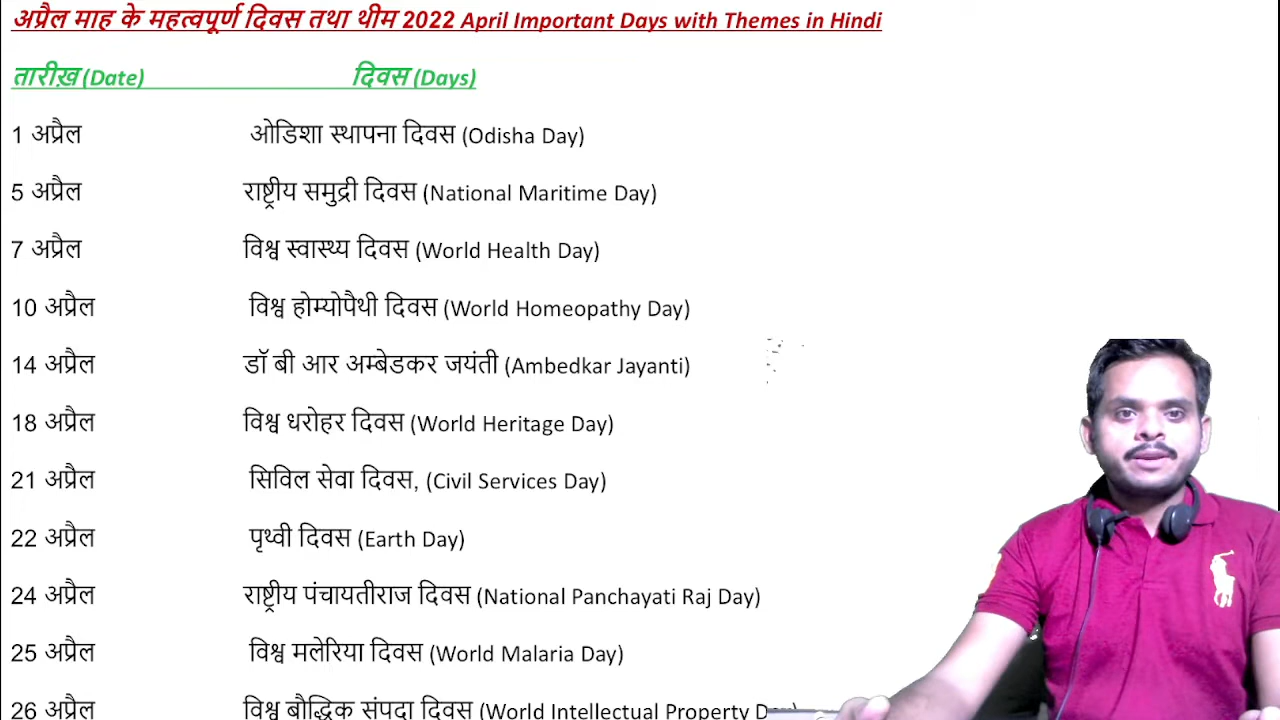 अप्रैल माह के महत्वपूर्ण दिवस तथा थीम 2022 April Important Days with Themes in Hindi
तारीख़ (Date) दिवस (Days)
1 अप्रैल ओडिशा स्थापना दिवस (Odisha Day)
5 अप्रैल राष्ट्रीय समुद्री दिवस (National Maritime Day)
7 अप्रैल विश्व स्वास्थ्य दिवस (World Health Day)
10 अप्रैल विश्व होम्योपैथी दिवस (World Homeopathy Day)
14 अप्रैल डॉ बी आर अम्बेडकर जयंती (Ambedkar Jayanti)
18 अप्रैल विश्व धरोहर दिवस (World Heritage Day)
21 अप्रैल सिविल सेवा दिवस, (Civil Services Day)
22 अप्रैल पृथ्वी दिवस (Earth Day)
24 अप्रैल राष्ट्रीय पंचायतीराज दिवस (National Panchayati Raj Day)
25 अप्रैल विश्व मलेरिया दिवस (World Malaria Day)
26 अप्रैल विश्व बौद्धिक संपदा दिवस (World Intellectual Property